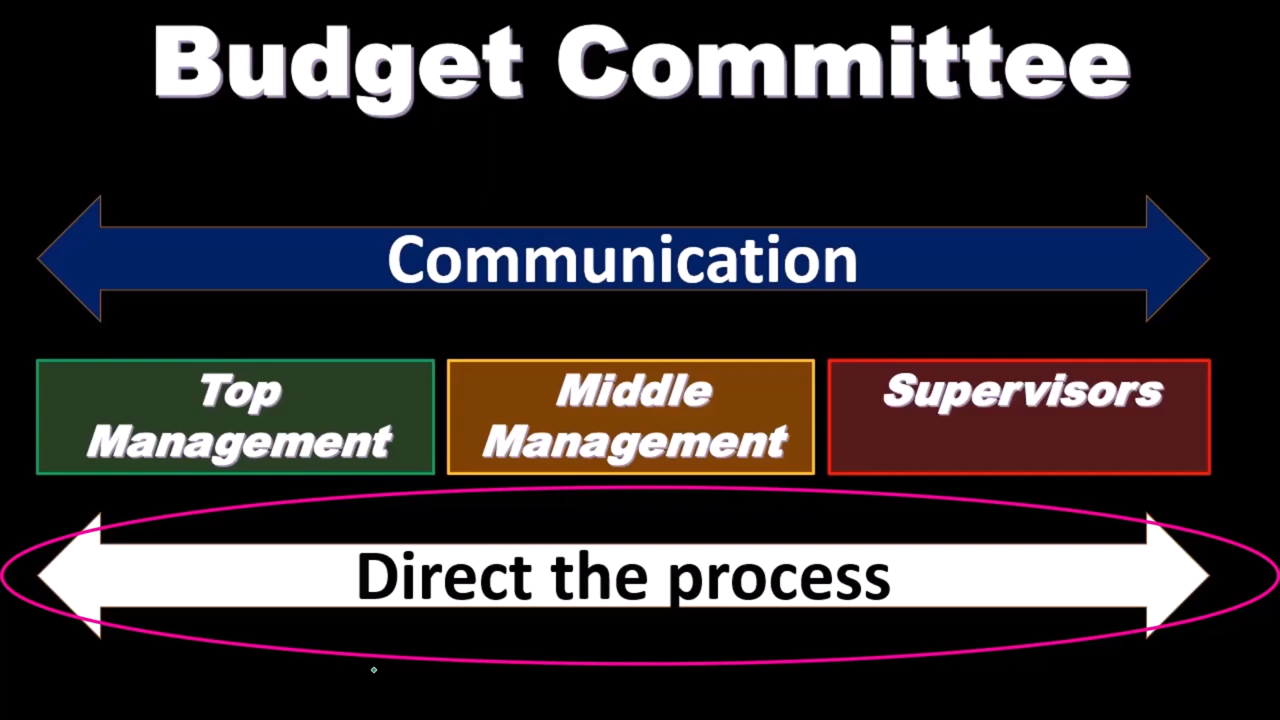 Budget Committee
Communication
Top
Management
Middle
Management
Supervisors
Direct the process